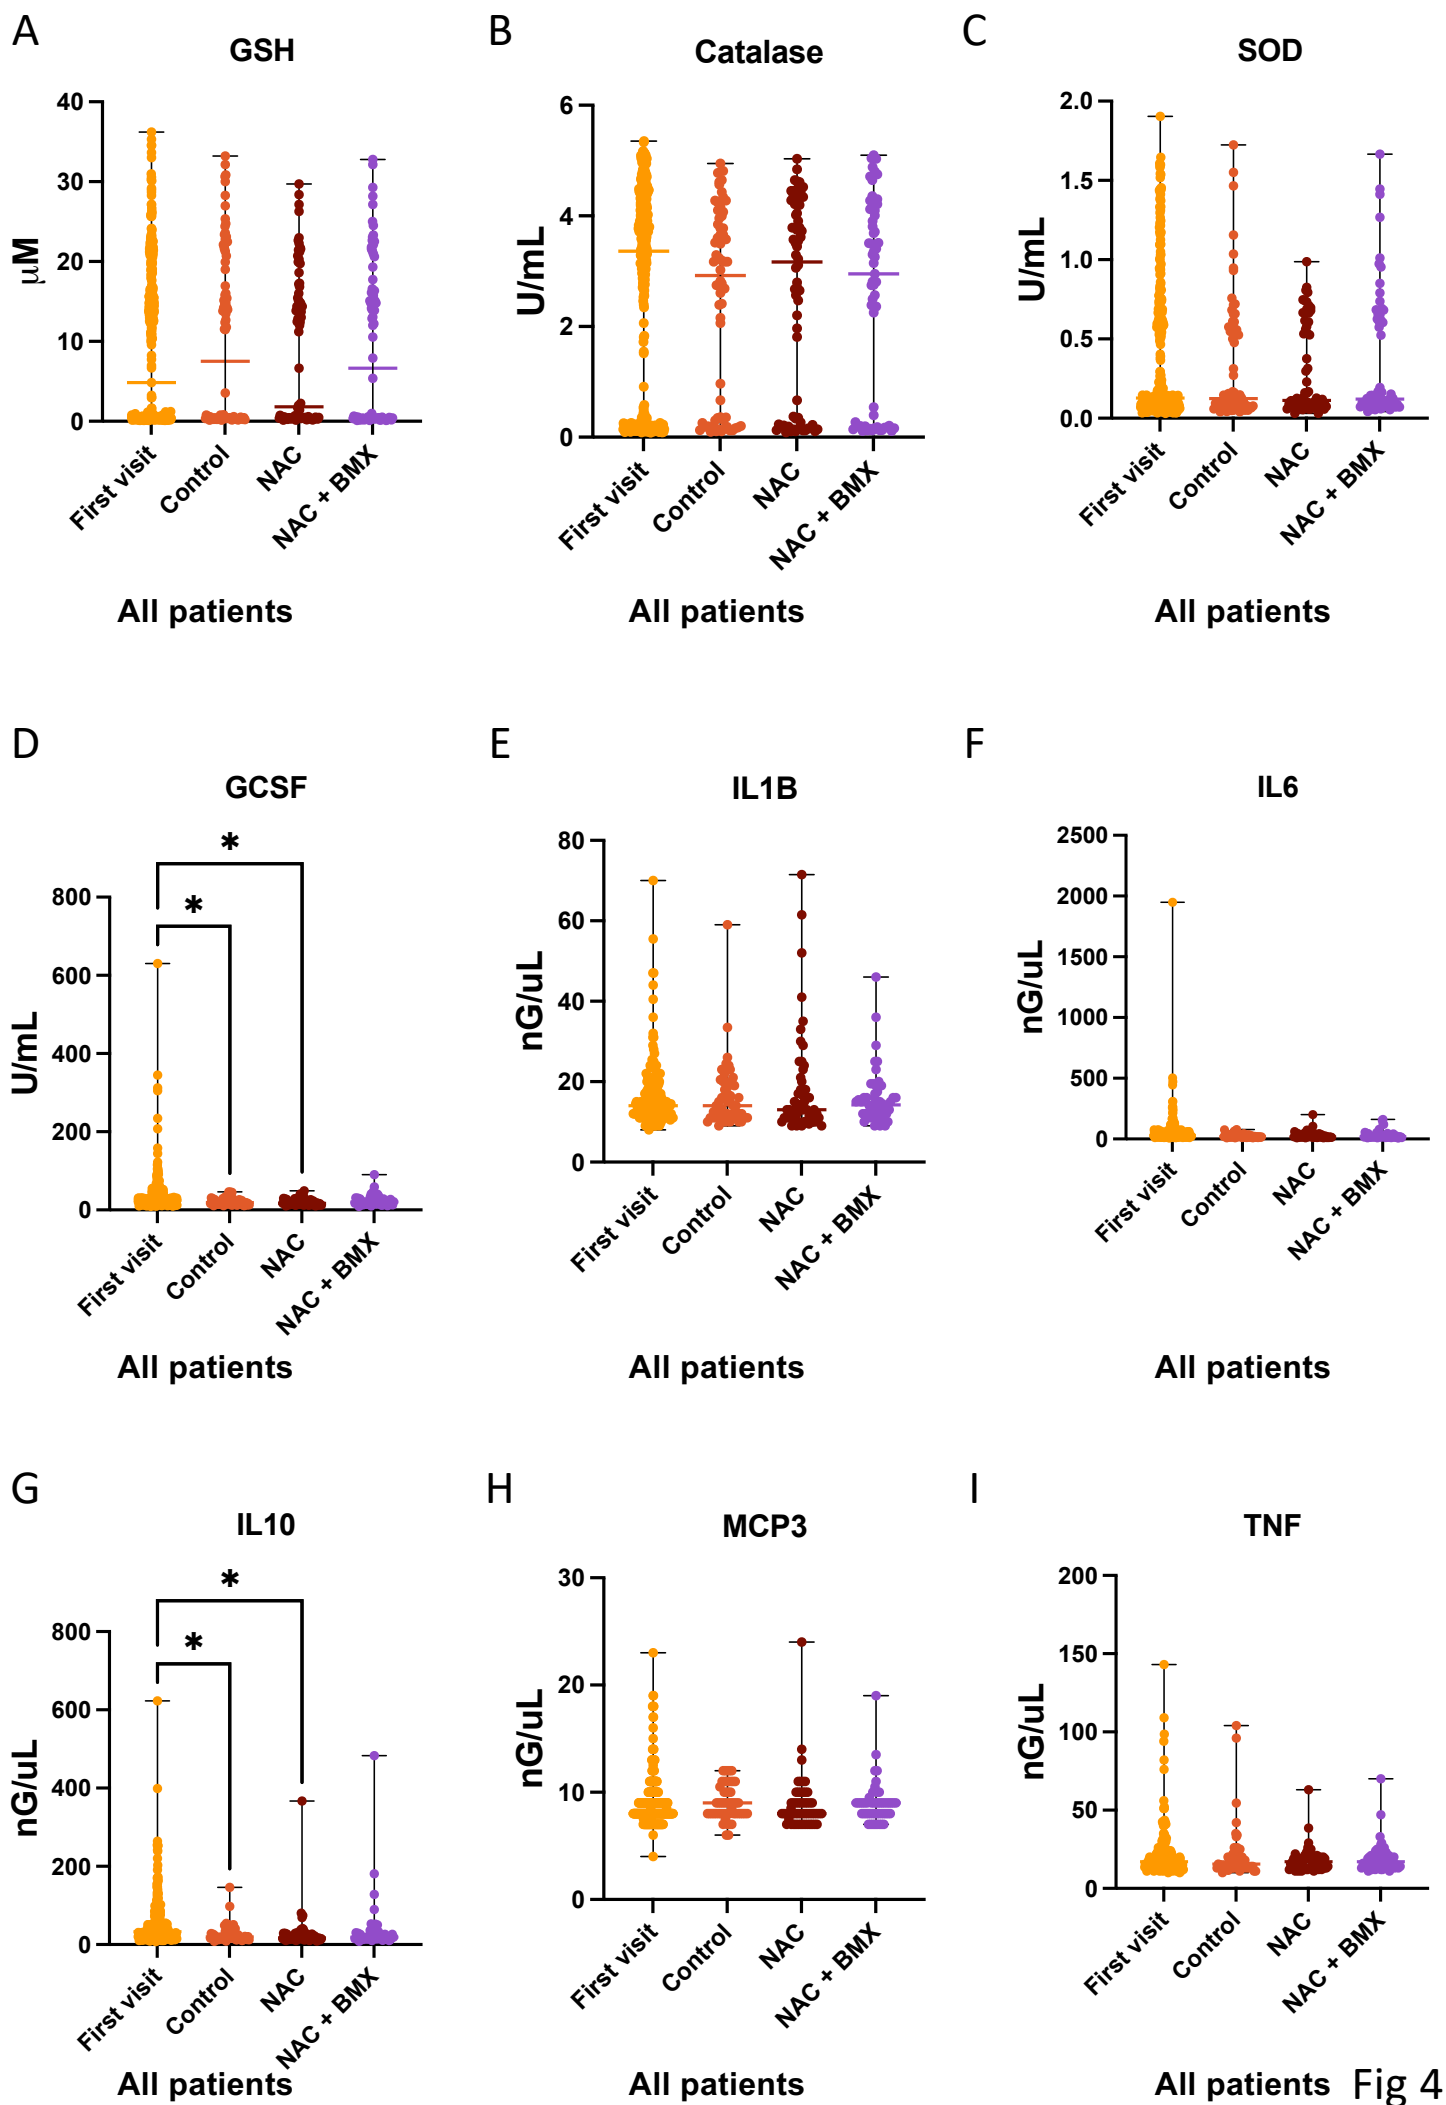 A
GSH
μM
40
30
20
10
0
First visit
Control
NAC
NAC + BMX
All patients
B
Catalase
U/mL
6
4
2
0
First visit
Control
NAC
NAC + BMX
All patients
C
SOD
U/mL
2.0
1.5
1.0
0.5
0.0
First visit
Control
NAC
NAC + BMX
All patients
D
GCSF
*
*
U/mL
800
600
400
200
0
First visit
Control
NAC
NAC + BMX
All patients
E
IL1B
nG/uL
80
60
40
20
0
First visit
Control
NAC
NAC + BMX
All patients
F
IL6
nG/uL
2500
2000
1500
1000
500
0
First visit
Control
NAC
NAC + BMX
All patients
G
IL10
*
*
nG/uL
800
600
400
200
0
First visit
Control
NAC
NAC + BMX
All patients
H
MCP3
nG/uL
30
20
10
0
First visit
Control
NAC
NAC + BMX
All patients
I
TNF
nG/uL
200
150
100
50
0
First visit
Control
NAC
NAC + BMX
All patients
Fig 4